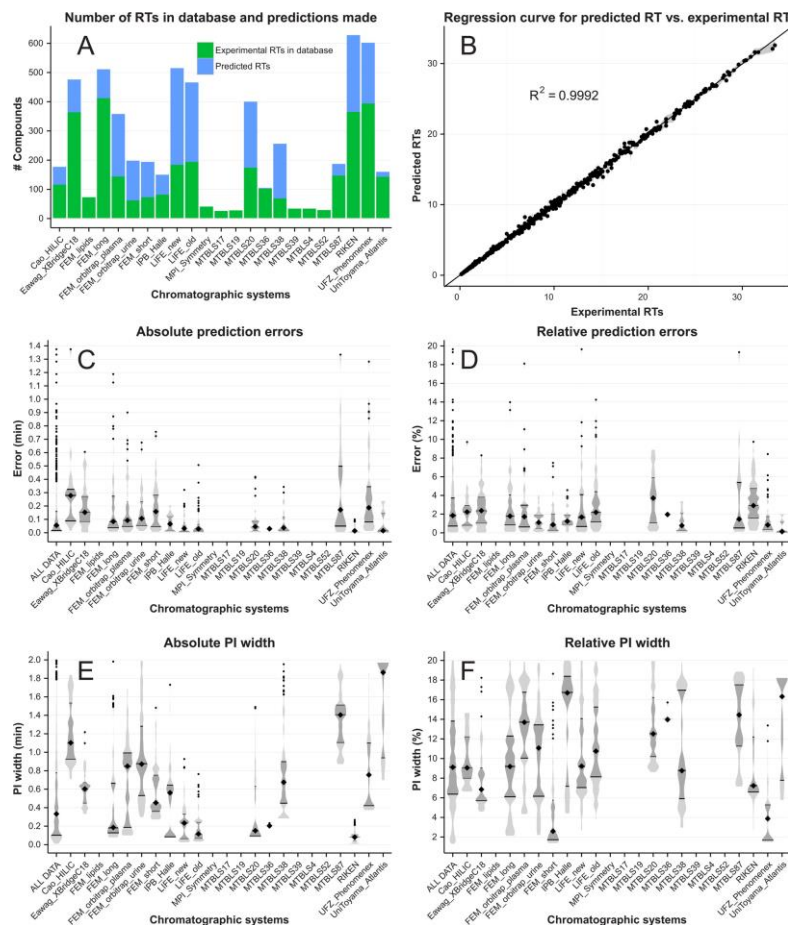 Number of RTs in database and predictions made
A
Experimental RTs in database
Predicted RTs
# Compounds
600
500
400
300
200
100
0
Cao_HILIC
Eawag_XBridgeC18
FEM_lipids
FEM_long
FEM_orbitrap_plasma
FEM_orbitrap_urine
FEM_short
IPB_Halle
LIFE_new
LIFE_old
MPI_Symmetry
MTBLS17
MTBLS19
MTBLS20
MTBLS36
MTBLS38
MTBLS39
MTBLS4
MTBLS52
MTBLS87
RIKEN
UFZ_Phenomenex
UniToyama_Atlantis
Chromatographic systems
Regression curve for predicted RT vs. experimental RT
B
R² = 0.9992
Predicted RTs
30
20
10
0
0 10 20 30
Experimental RTs
Absolute prediction errors
C
Error (min)
1.4
1.3
1.2
1.1
1.0
0.9
0.8
0.7
0.6
0.5
0.4
0.3
0.2
0.1
0.0
ALL DATA
Cao_HILIC
Eawag_XBridgeC18
FEM_lipids
FEM_long
FEM_orbitrap_plasma
FEM_orbitrap_urine
FEM_short
IPB_Halle
LIFE_new
LIFE_old
MPI_Symmetry
MTBLS17
MTBLS19
MTBLS20
MTBLS36
MTBLS38
MTBLS39
MTBLS4
MTBLS52
MTBLS87
RIKEN
UFZ_Phenomenex
UniToyama_Atlantis
Chromatographic systems
Relative prediction errors
D
Error (%)
20
18
16
14
12
10
8
6
4
2
0
ALL DATA
Cao_HILIC
Eawag_XBridgeC18
FEM_lipids
FEM_long
FEM_orbitrap_plasma
FEM_orbitrap_urine
FEM_short
IPB_Halle
LIFE_new
LIFE_old
MPI_Symmetry
MTBLS17
MTBLS19
MTBLS20
MTBLS36
MTBLS38
MTBLS39
MTBLS4
MTBLS52
MTBLS87
RIKEN
UFZ_Phenomenex
UniToyama_Atlantis
Chromatographic systems
Absolute PI width
E
PI width (min)
2.0
1.8
1.6
1.4
1.2
1.0
0.8
0.6
0.4
0.2
0.0
ALL DATA
Cao_HILIC
Eawag_XBridgeC18
FEM_lipids
FEM_long
FEM_orbitrap_plasma
FEM_orbitrap_urine
FEM_short
IPB_Halle
LIFE_new
LIFE_old
MPI_Symmetry
MTBLS17
MTBLS19
MTBLS20
MTBLS36
MTBLS38
MTBLS39
MTBLS4
MTBLS52
MTBLS87
RIKEN
UFZ_Phenomenex
UniToyama_Atlantis
Chromatographic systems
Relative PI width
F
PI width (%)
20
18
16
14
12
10
8
6
4
2
ALL DATA
Cao_HILIC
Eawag_XBridgeC18
FEM_lipids
FEM_long
FEM_orbitrap_plasma
FEM_orbitrap_urine
FEM_short
IPB_Halle
LIFE_new
LIFE_old
MPI_Symmetry
MTBLS17
MTBLS19
MTBLS20
MTBLS36
MTBLS38
MTBLS39
MTBLS4
MTBLS52
MTBLS87
RIKEN
UFZ_Phenomenex
UniToyama_Atlantis
Chromatographic systems